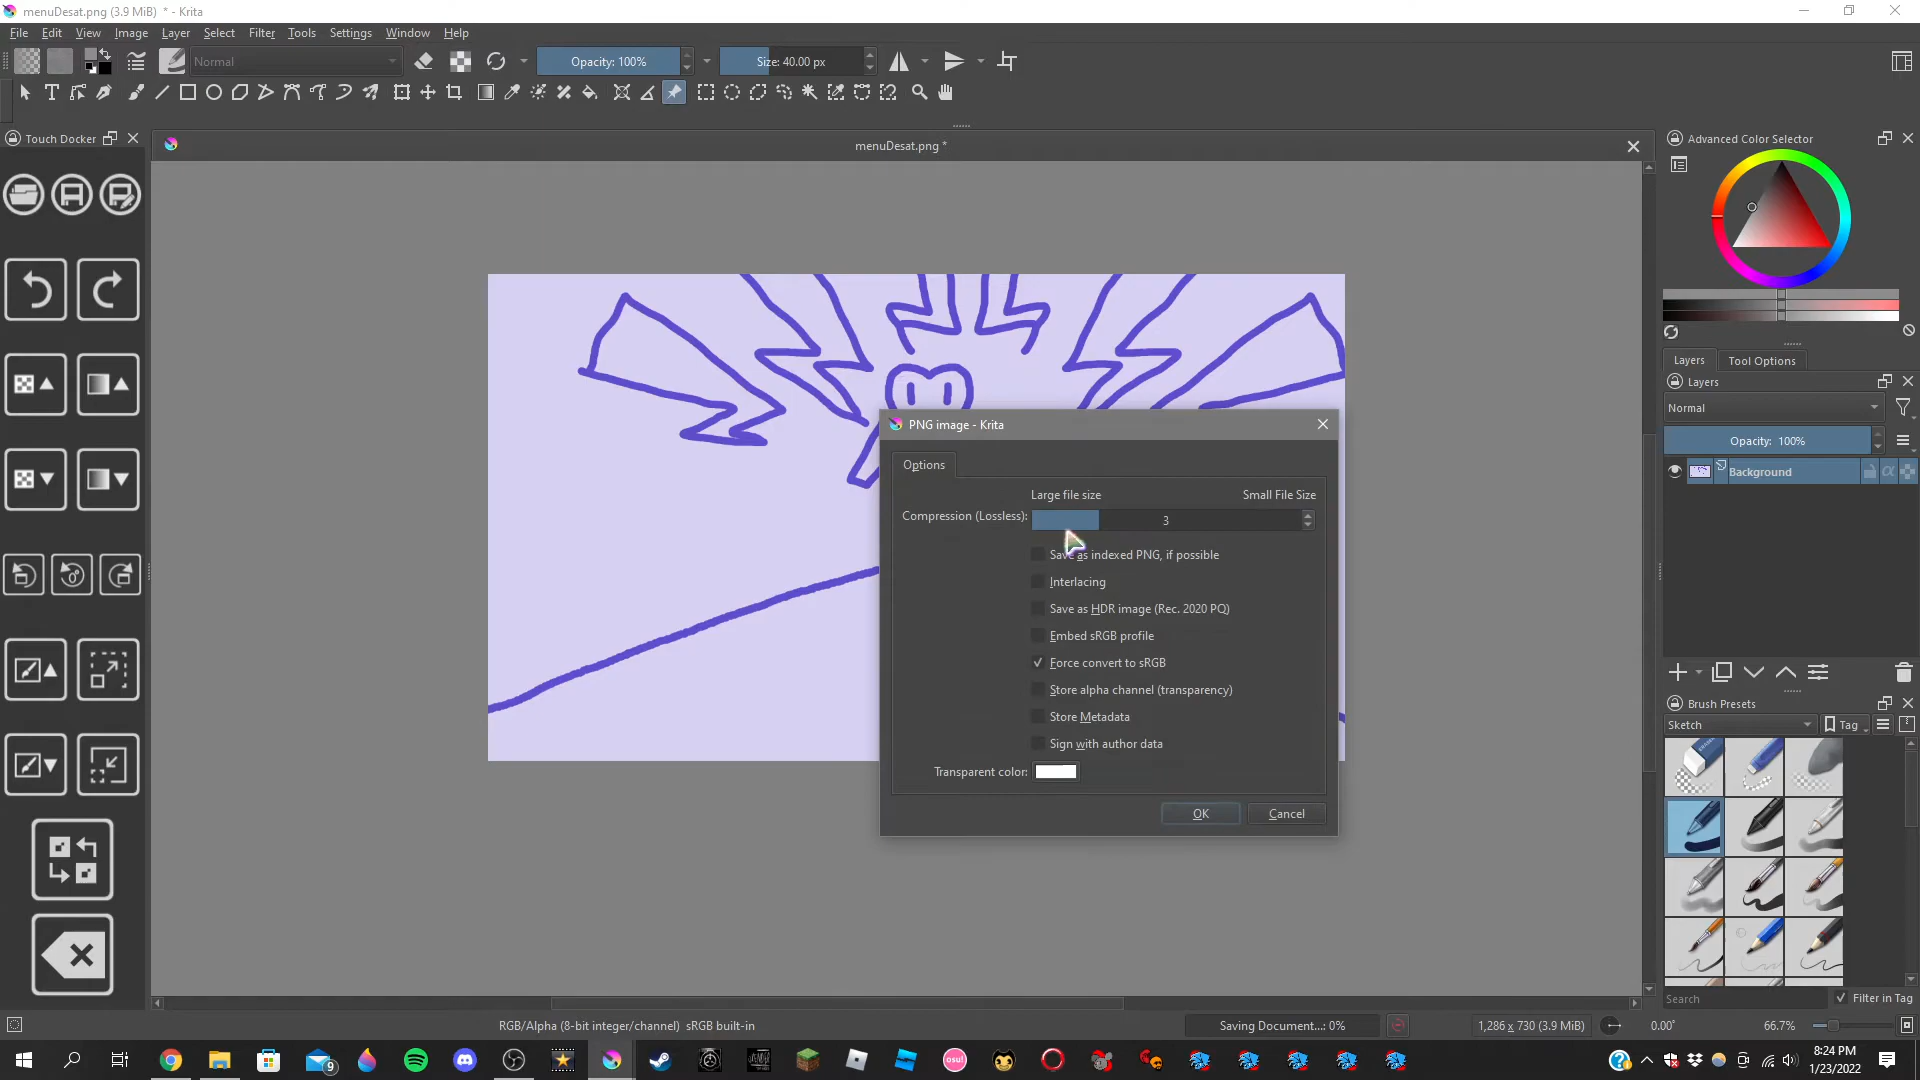 menuDesat.png (3.9 MiB) * - Krita
File Edit View Image Layer Select Filter Tools Settings Window Help
Normal
Opacity: 100%
Size: 40.00 px
Touch Docker
menuDesat.png *
Advanced Color Selector
Layers
Tool Options
Layers
Normal
Opacity: 100%
Background
PNG image - Krita
Options
Large file size
Small File Size
Compression (Lossless):
3
Save as indexed PNG, if possible
Interlacing
Save as HDR image (Rec. 2020 PQ)
Embed sRGB profile
Force convert to sRGB
Store alpha channel (transparency)
Store Metadata
Sign with author data
Transparent color:
OK
Cancel
Brush Presets
Sketch
Tag
Search
Filter in Tag
RGB/Alpha (8-bit integer/channel) sRGB built-in
Saving Document...: 0%
1,286 x 730 (3.9 MiB)
0.00°
66.7%
9
osu!
8:24 PM
1/23/2022